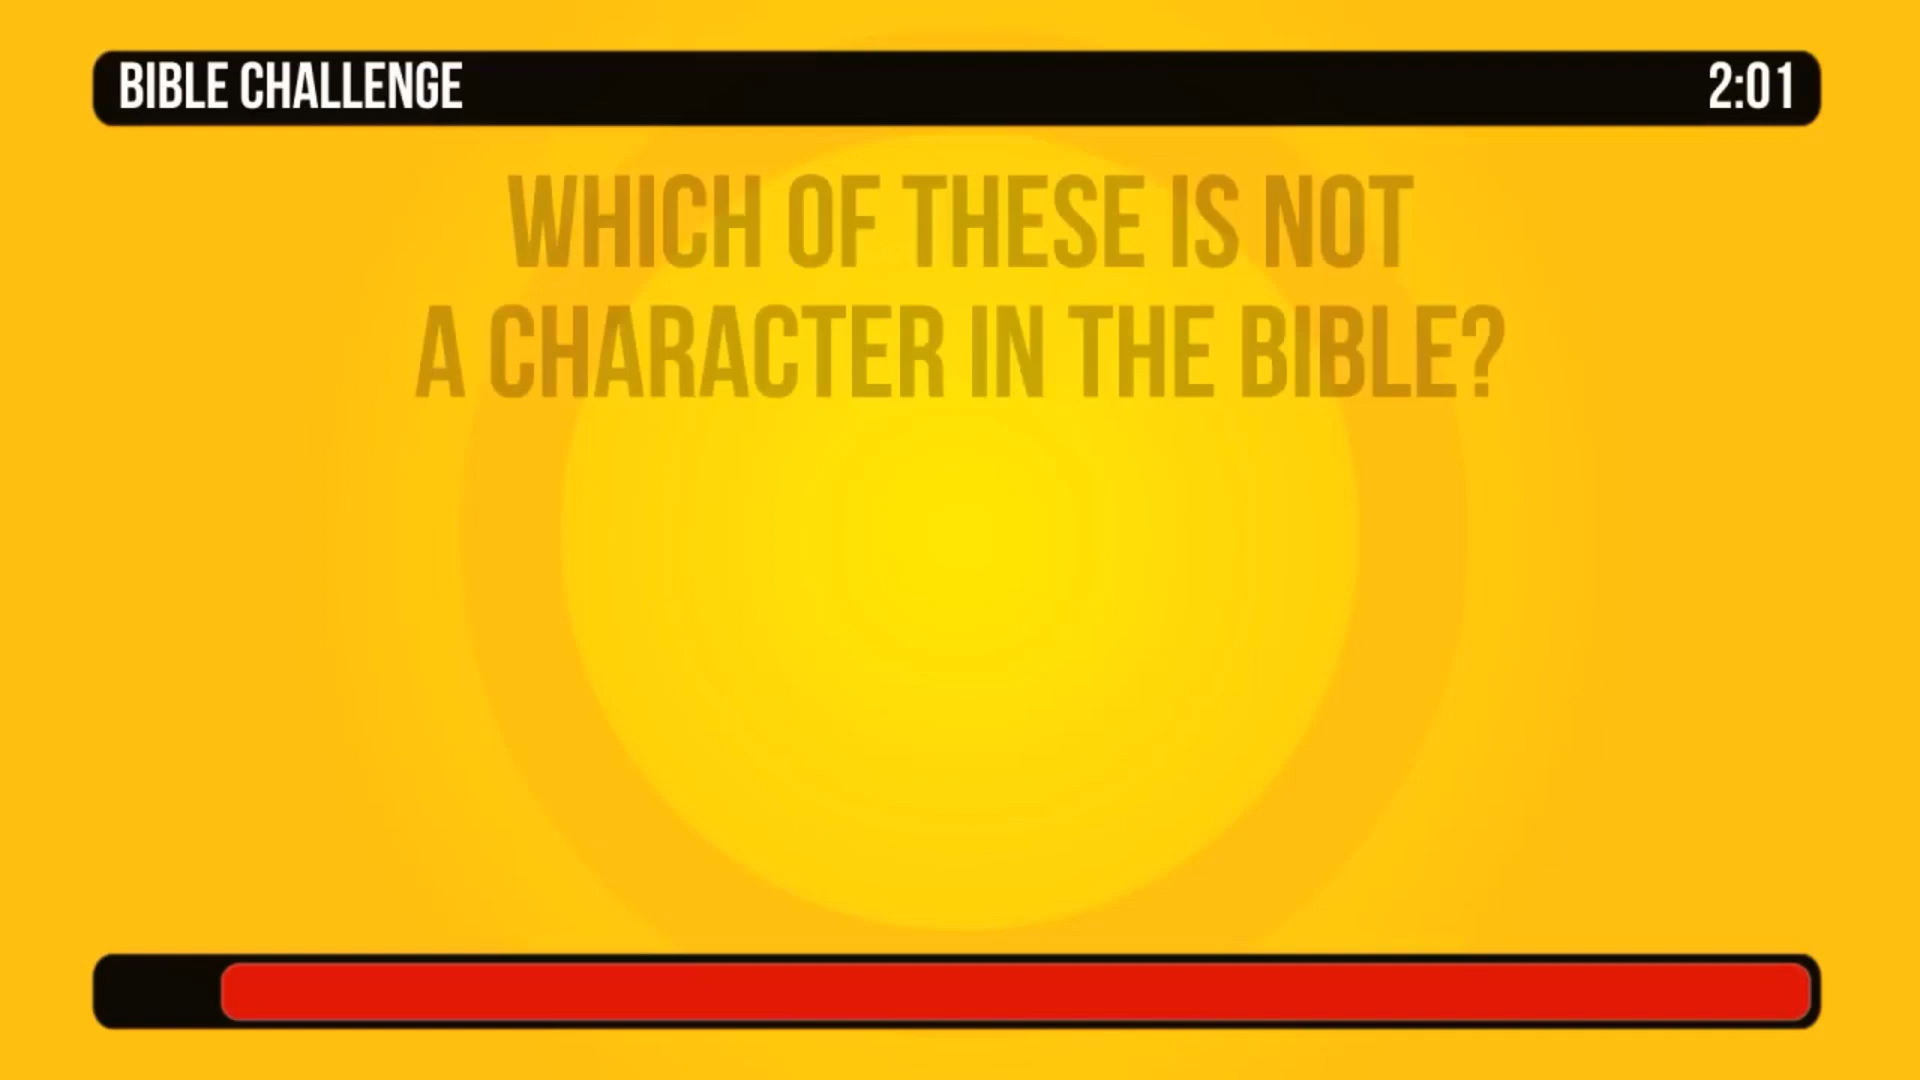 BIBLE CHALLENGE
2:01
WHICH OF THESE IS NOT
A CHARACTER IN THE BIBLE?